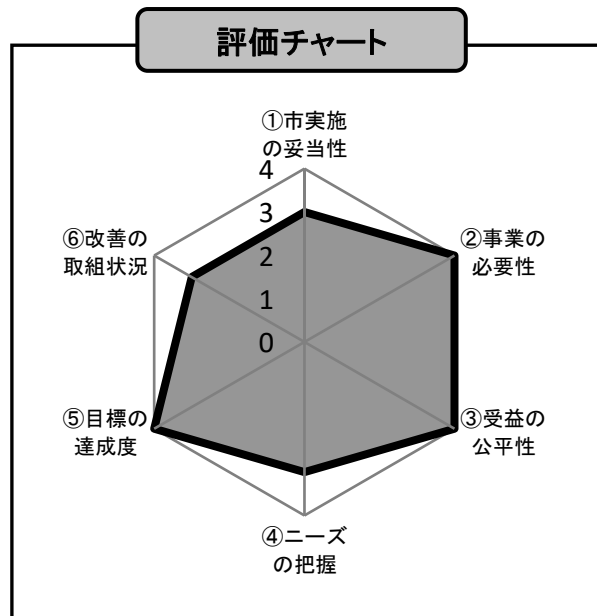 評価チャート
①市実施
の妥当性
4
3
2
1
0
②事業の
必要性
③受益の
公平性
④ニーズ
の把握
⑤目標の
達成度
⑥改善の
取組状況